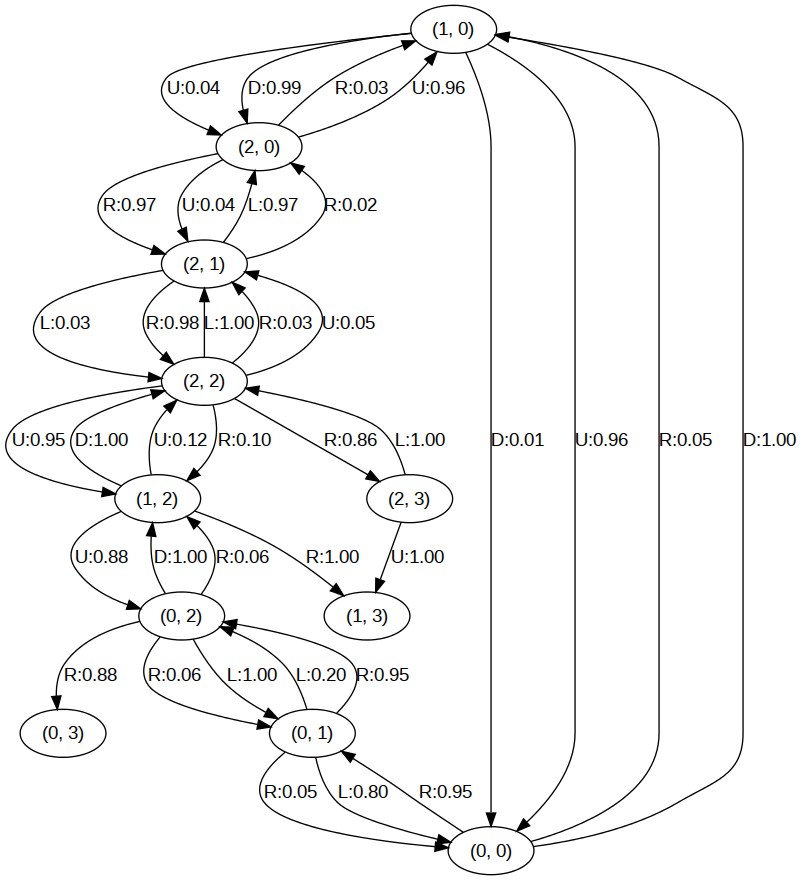 (1, 0)
U:0.04 D:0.99 R:0.03 U:0.96
(2, 0)
R:0.97 U:0.04 L:0.97 R:0.02
(2, 1)
L:0.03 R:0.98 L:1.00 R:0.03 U:0.05
(2, 2)
U:0.95 D:1.00 U:0.12 R:0.10 R:0.86 L:1.00 D:0.01 U:0.96 R:0.05 D:1.00
(1, 2) (2, 3)
U:0.88 D:1.00 R:0.06 R:1.00 U:1.00
(0, 2) (1, 3)
R:0.88 R:0.06 L:1.00 L:0.20 R:0.95
(0, 3) (0, 1)
R:0.05 L:0.80 R:0.95
(0, 0)